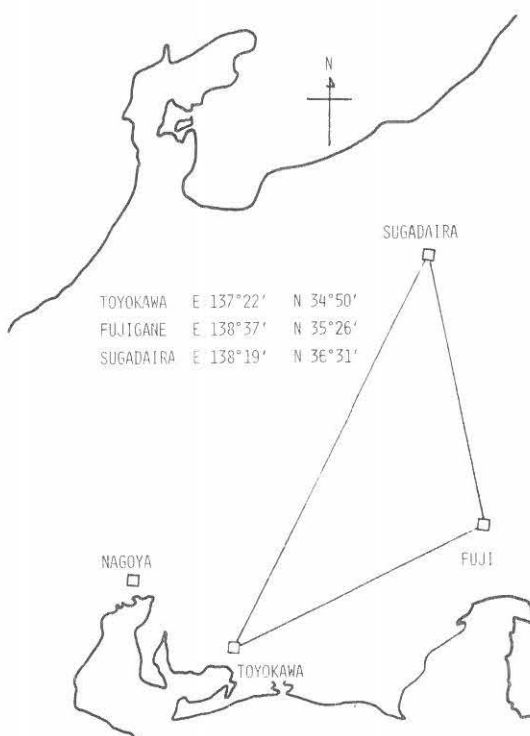 N
SUGADAIRA
TOYOKAWA E 137°22' N 34°50'
FUJIGANE E 138°37' N 35°26'
SUGADAIRA E 138°19' N 36°31'
FUJI
NAGOYA
TOYOKAWA